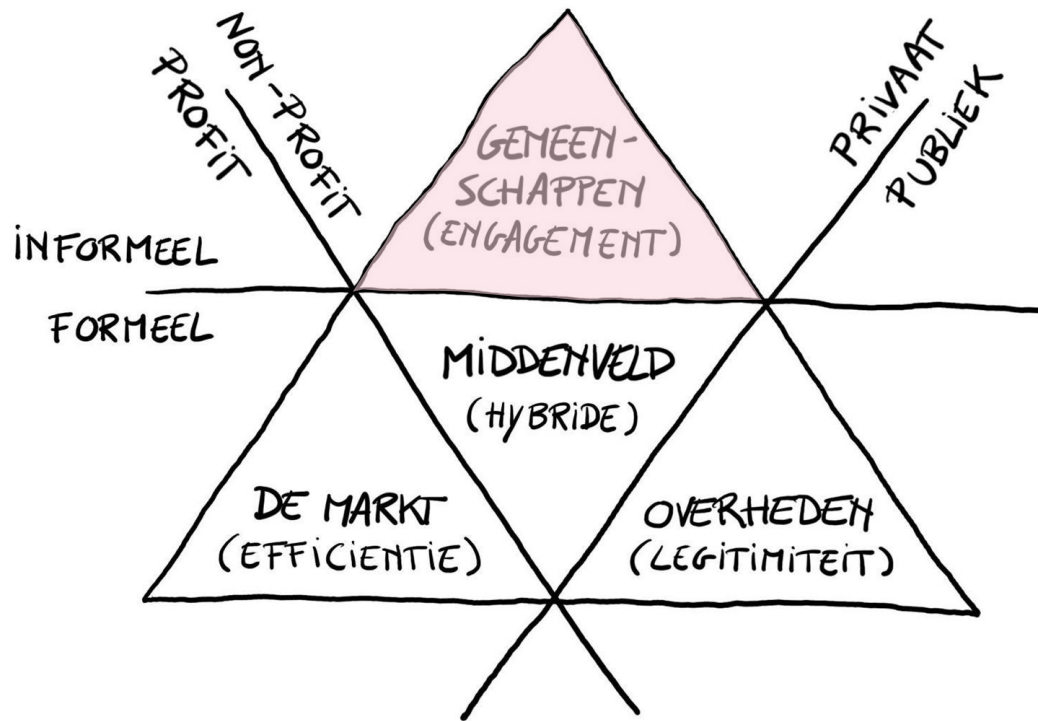 NON-PROFIT
PROFIT
PRIVAAT
PUBLIEK
GEMEEN-
SCHAPPEN
(ENGAGEMENT)
INFORMEEL
FORMEEL
MIDDENVELD
(HYBRIDE)
DE MARKT
(EFFICIENTIE)
OVERHEDEN
(LEGITIMITEIT)